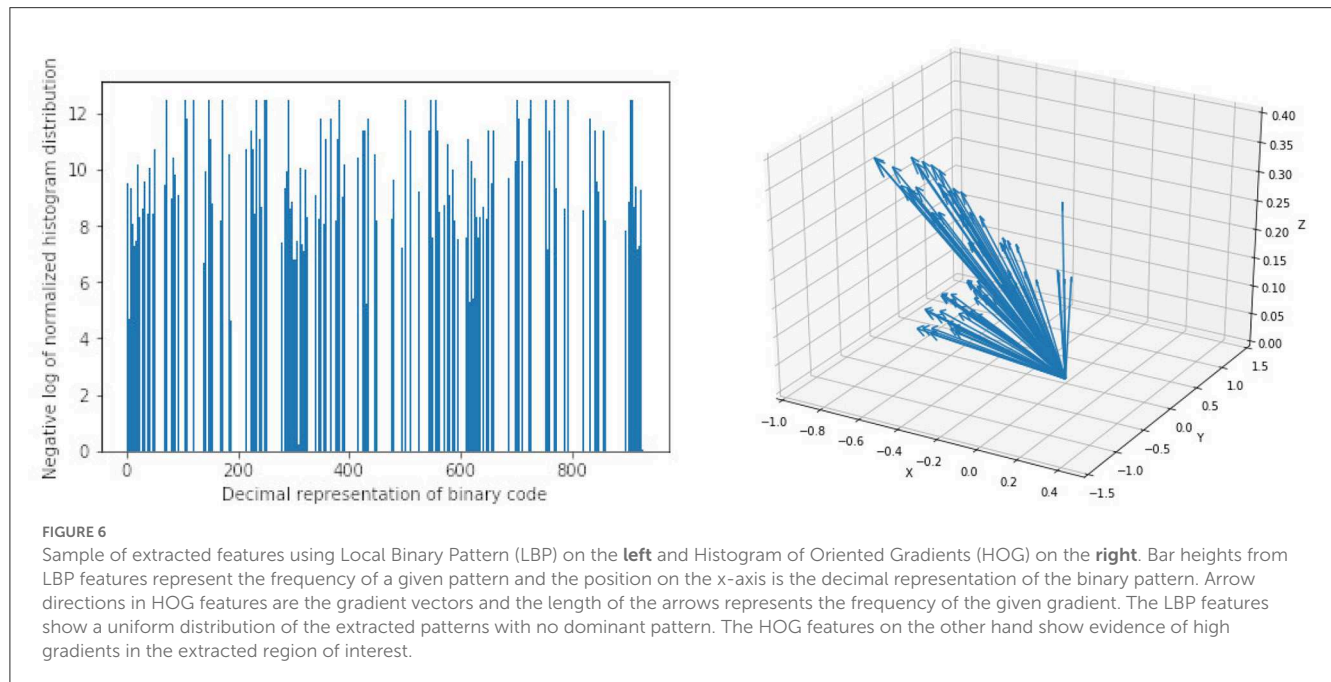 Negative log of normalized histogram distribution
12
10
8
6
4
2
0
0 200 400 600 800
Decimal representation of binary code
0.40
0.35
0.30
0.25
0.20
0.15
0.10
0.05
0.00
Z
1.5
1.0
0.5
0.0
−0.5
−1.0
−1.5
Y
−1.0 −0.8 −0.6 −0.4 −0.2 0.0 0.2 0.4
X
FIGURE 6
Sample of extracted features using Local Binary Pattern (LBP) on the left and Histogram of Oriented Gradients (HOG) on the right. Bar heights from
LBP features represent the frequency of a given pattern and the position on the x-axis is the decimal representation of the binary pattern. Arrow
directions in HOG features are the gradient vectors and the length of the arrows represents the frequency of the given gradient. The LBP features
show a uniform distribution of the extracted patterns with no dominant pattern. The HOG features on the other hand show evidence of high
gradients in the extracted region of interest.